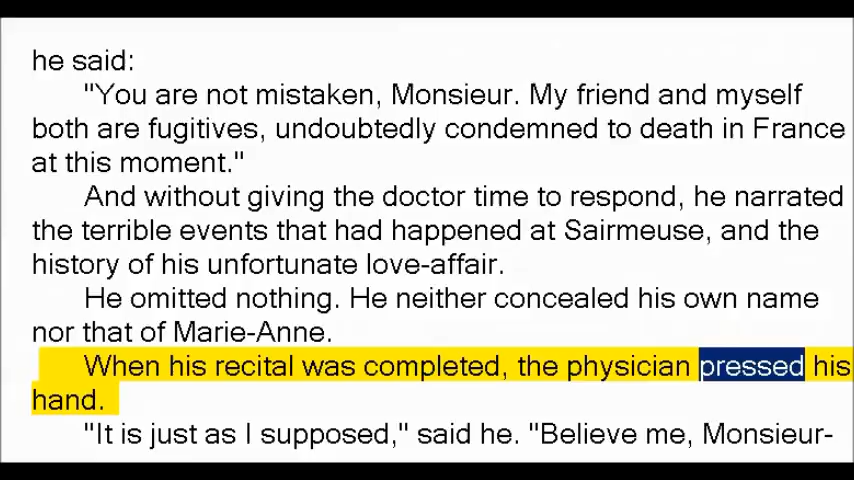 he said:
"You are not mistaken, Monsieur. My friend and myself
both are fugitives, undoubtedly condemned to death in France
at this moment."
And without giving the doctor time to respond, he narrated
the terrible events that had happened at Sairmeuse, and the
history of his unfortunate love-affair.
He omitted nothing. He neither concealed his own name
nor that of Marie-Anne.
When his recital was completed, the physician pressed his
hand.
"It is just as I supposed," said he. "Believe me, Monsieur-